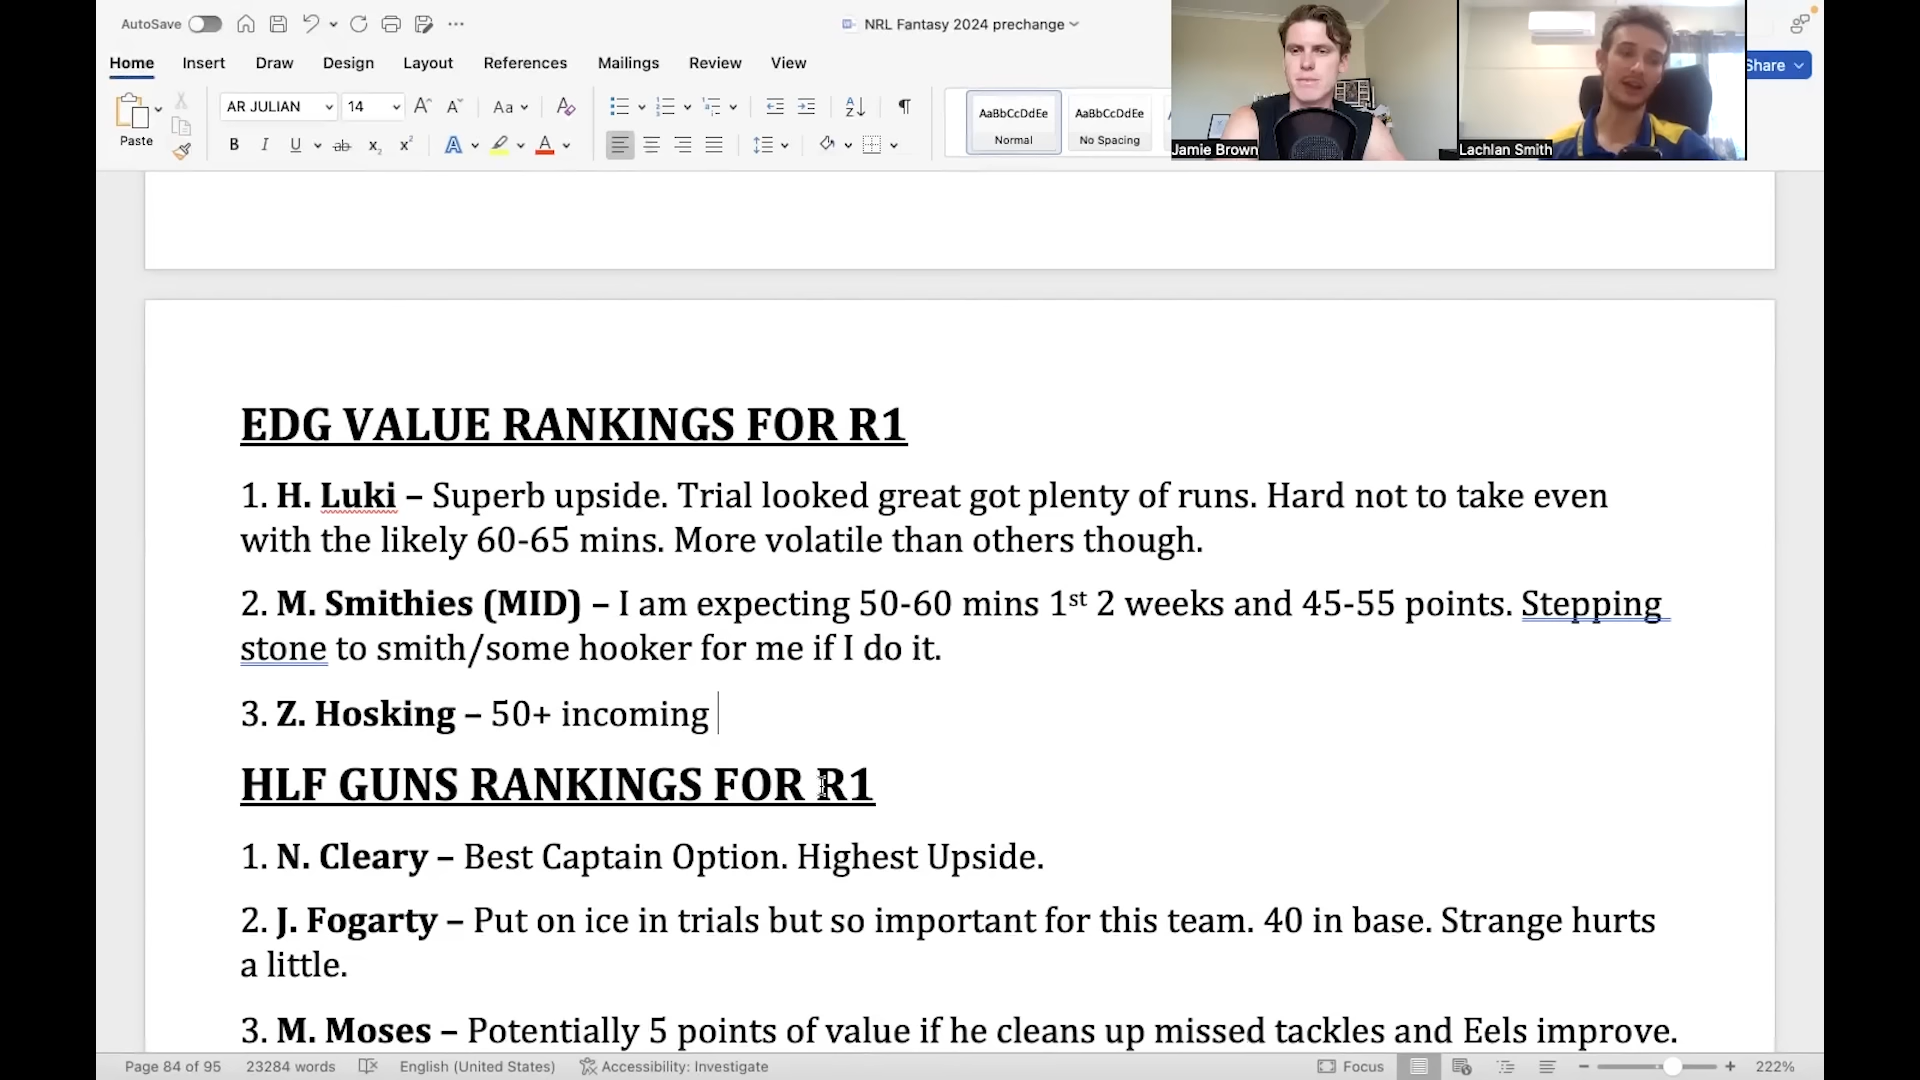 AutoSave
NRL Fantasy 2024 prechange
Home Insert Draw Design Layout References Mailings Review View
Share
Paste
AR JULIAN 14
AaBbCcDdEe AaBbCcDdEe
Normal No Spacing
Jamie Brown Lachlan Smith
EDG VALUE RANKINGS FOR R1
1. H. Luki – Superb upside. Trial looked great got plenty of runs. Hard not to take even
with the likely 60-65 mins. More volatile than others though.
2. M. Smithies (MID) – I am expecting 50-60 mins 1st 2 weeks and 45-55 points. Stepping
stone to smith/some hooker for me if I do it.
3. Z. Hosking – 50+ incoming
HLF GUNS RANKINGS FOR R1
1. N. Cleary – Best Captain Option. Highest Upside.
2. J. Fogarty – Put on ice in trials but so important for this team. 40 in base. Strange hurts
a little.
3. M. Moses – Potentially 5 points of value if he cleans up missed tackles and Eels improve.
Page 84 of 95 23284 words English (United States) Accessibility: Investigate Focus 222%